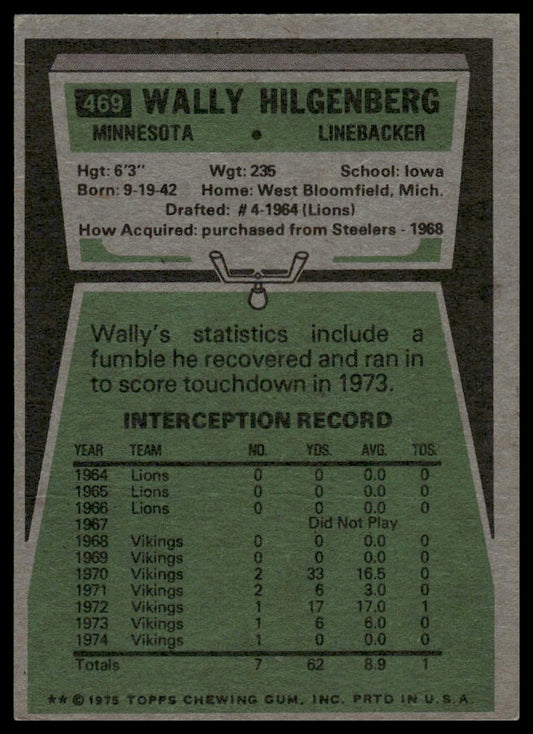 469 WALLY HILGENBERG
MINNESOTA • LINEBACKER
Hgt: 6'3" Wgt: 235 School: Iowa
Born: 9-19-42 Home: West Bloomfield, Mich.
Drafted: #4-1964 (Lions)
How Acquired: purchased from Steelers - 1968
Wally's statistics include a
fumble he recovered and ran in
to score touchdown in 1973.
INTERCEPTION RECORD
YEAR TEAM NO. YDS. AVG. TDS.
1964 Lions 0 0 0.0 0
1965 Lions 0 0 0.0 0
1966 Lions 0 0 0.0 0
1967 Did Not Play
1968 Vikings 0 0 0.0 0
1969 Vikings 0 0 0.0 0
1970 Vikings 2 33 16.5 0
1971 Vikings 2 6 3.0 0
1972 Vikings 1 17 17.0 1
1973 Vikings 1 6 6.0 0
1974 Vikings 1 0 0.0 0
Totals 7 62 8.9 1
** © 1975 TOPPS CHEWING GUM, INC. PRTD IN U.S.A.